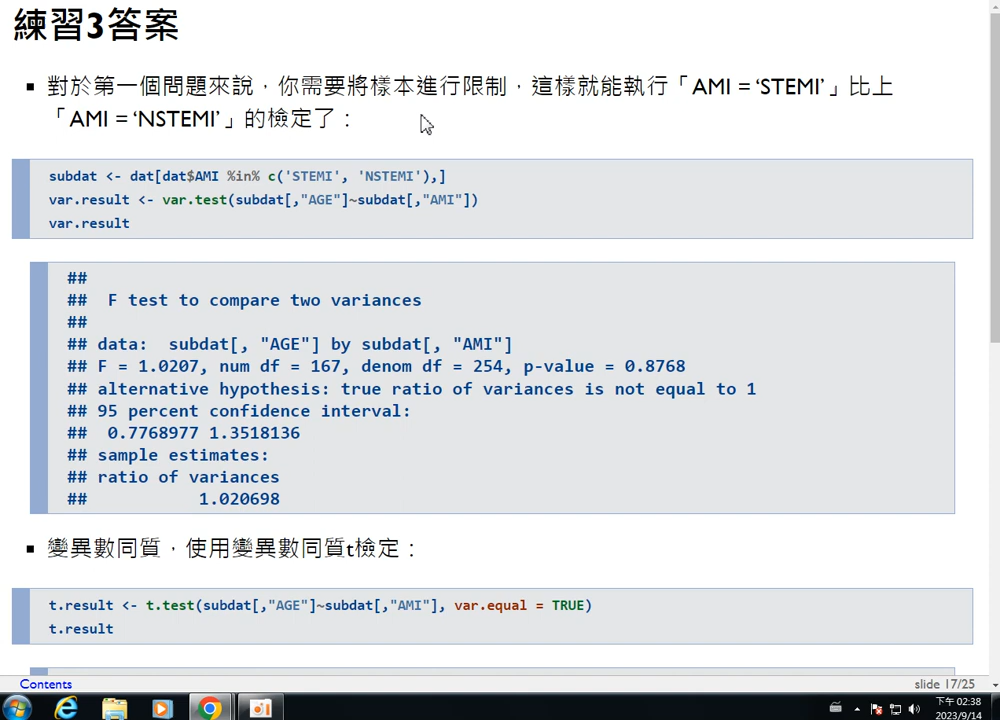 練習3答案
▪ 對於第一個問題來說，你需要將樣本進行限制，這樣就能執行「AMI = ‘STEMI’」比上
「AMI = ‘NSTEMI’」的檢定了：
subdat <- dat[dat$AMI %in% c('STEMI', 'NSTEMI'),]
var.result <- var.test(subdat[,"AGE"]~subdat[,"AMI"])
var.result
##
##  F test to compare two variances
##
## data:  subdat[, "AGE"] by subdat[, "AMI"]
## F = 1.0207, num df = 167, denom df = 254, p-value = 0.8768
## alternative hypothesis: true ratio of variances is not equal to 1
## 95 percent confidence interval:
##  0.7768977 1.3518136
## sample estimates:
## ratio of variances
##           1.020698
▪ 變異數同質，使用變異數同質t檢定：
t.result <- t.test(subdat[,"AGE"]~subdat[,"AMI"], var.equal = TRUE)
t.result
Contents
slide 17/25
下午 02:38
2023/9/14